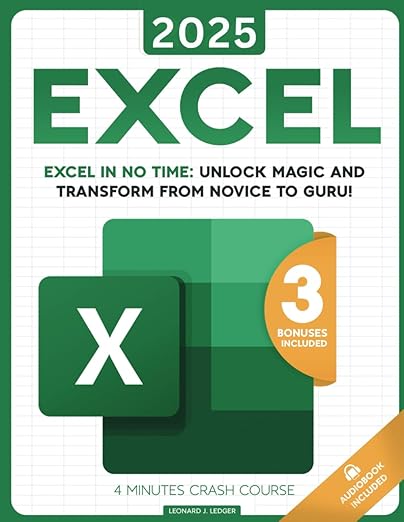 2025
EXCEL
EXCEL IN NO TIME: UNLOCK MAGIC AND
TRANSFORM FROM NOVICE TO GURU!
3
BONUSES
INCLUDED
X
AUDIOBOOK
INCLUDED
4 MINUTES CRASH COURSE
LEONARD J. LEDGER